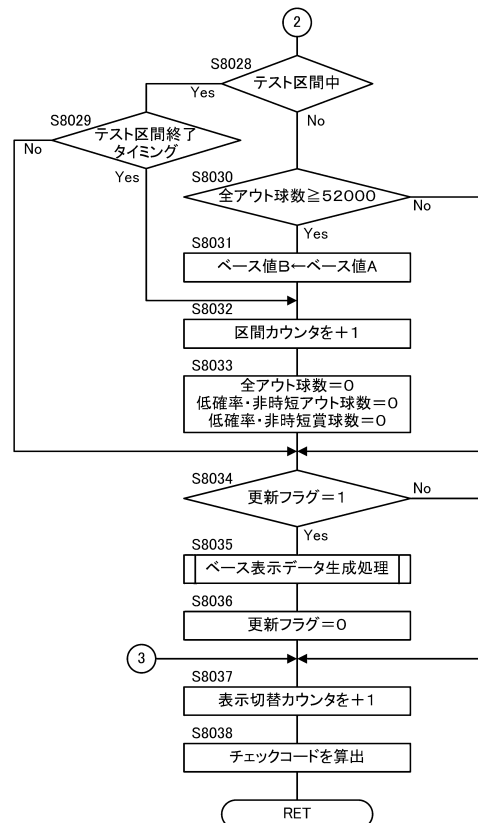 2
S8028
テスト区間中
Yes
No
S8029
テスト区間終了
タイミング
No
Yes
S8030
全アウト球数≧52000
No
Yes
S8031
ベース値B←ベース値A
S8032
区間カウンタを+1
S8033
全アウト球数=0
低確率・非時短アウト球数=0
低確率・非時短賞球数=0
S8034
更新フラグ=1
No
Yes
S8035
ベース表示データ生成処理
S8036
更新フラグ=0
3
S8037
表示切替カウンタを+1
S8038
チェックコードを算出
RET